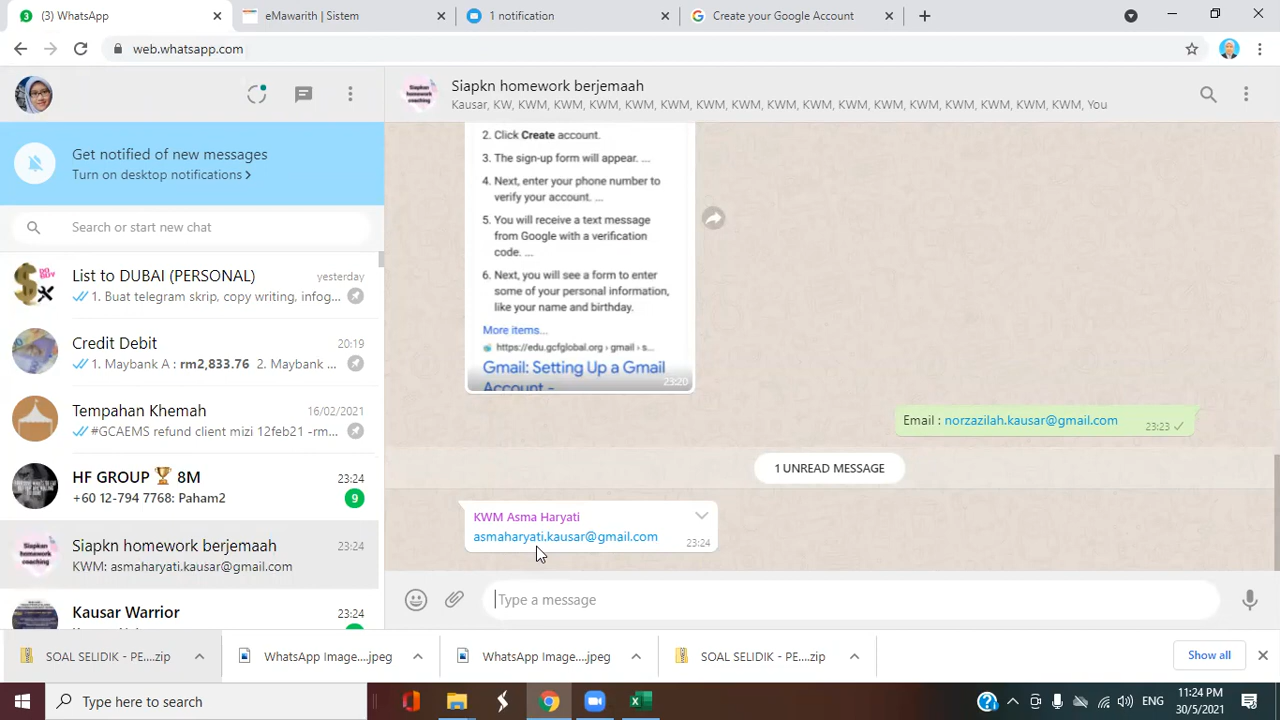 (3) WhatsApp
eMawarith | Sistem
1 notification
Create your Google Account
web.whatsapp.com
Siapkn homework berjemaah
Kausar, KW, KWM, KWM, KWM, KWM, KWM, KWM, KWM, KWM, KWM, KWM, KWM, KWM, KWM, KWM, KWM, KWM, You
Get notified of new messages
Turn on desktop notifications >
Search or start new chat
List to DUBAI (PERSONAL)
yesterday
1. Buat telegram skrip, copy writing, infog...
Credit Debit
20:19
1. Maybank A : rm2,833.76 2. Maybank ...
Tempahan Khemah
16/02/2021
#GCAEMS refund client mizi 12feb21 -rm...
HF GROUP 🏆 8M
23:24
+60 12-794 7768: Paham2
9
Siapkn homework berjemaah
23:24
KWM: asmaharyati.kausar@gmail.com
Kausar Warrior
23:24
2. Click Create account.
3. The sign-up form will appear. ...
4. Next, enter your phone number to
verify your account. ...
5. You will receive a text message
from Google with a verification
code. ...
6. Next, you will see a form to enter
some of your personal information,
like your name and birthday.
More items...
https://edu.gcfglobal.org › gmail › s...
Gmail: Setting Up a Gmail
Account -
23:20
Email : norzazilah.kausar@gmail.com
23:23
1 UNREAD MESSAGE
KWM Asma Haryati
asmaharyati.kausar@gmail.com
23:24
Type a message
SOAL SELIDIK - PE....zip
WhatsApp Image....jpeg
WhatsApp Image....jpeg
SOAL SELIDIK - PE....zip
Show all
Type here to search
ENG
11:24 PM
30/5/2021